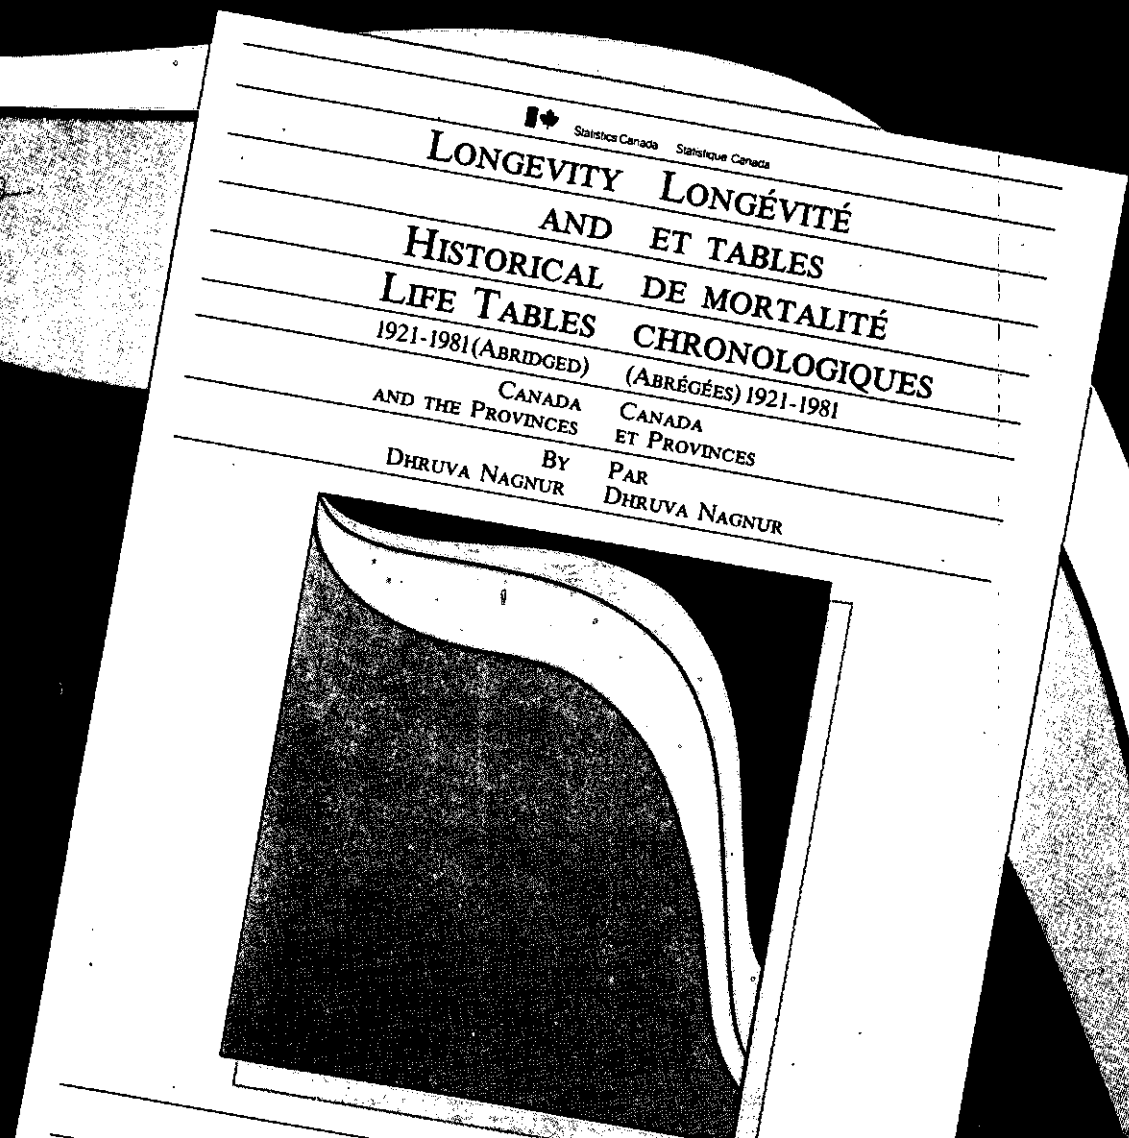 Statistics Canada Statistique Canada
LONGEVITY
AND
HISTORICAL
LIFE TABLES
1921-1981 (ABRIDGED)
CANADA
AND THE PROVINCES
BY
DHRUVA NAGNUR
LONGÉVITÉ
ET TABLES
DE MORTALITÉ
CHRONOLOGIQUES
(ABRÉGÉES) 1921-1981
CANADA
ET PROVINCES
PAR
DHRUVA NAGNUR